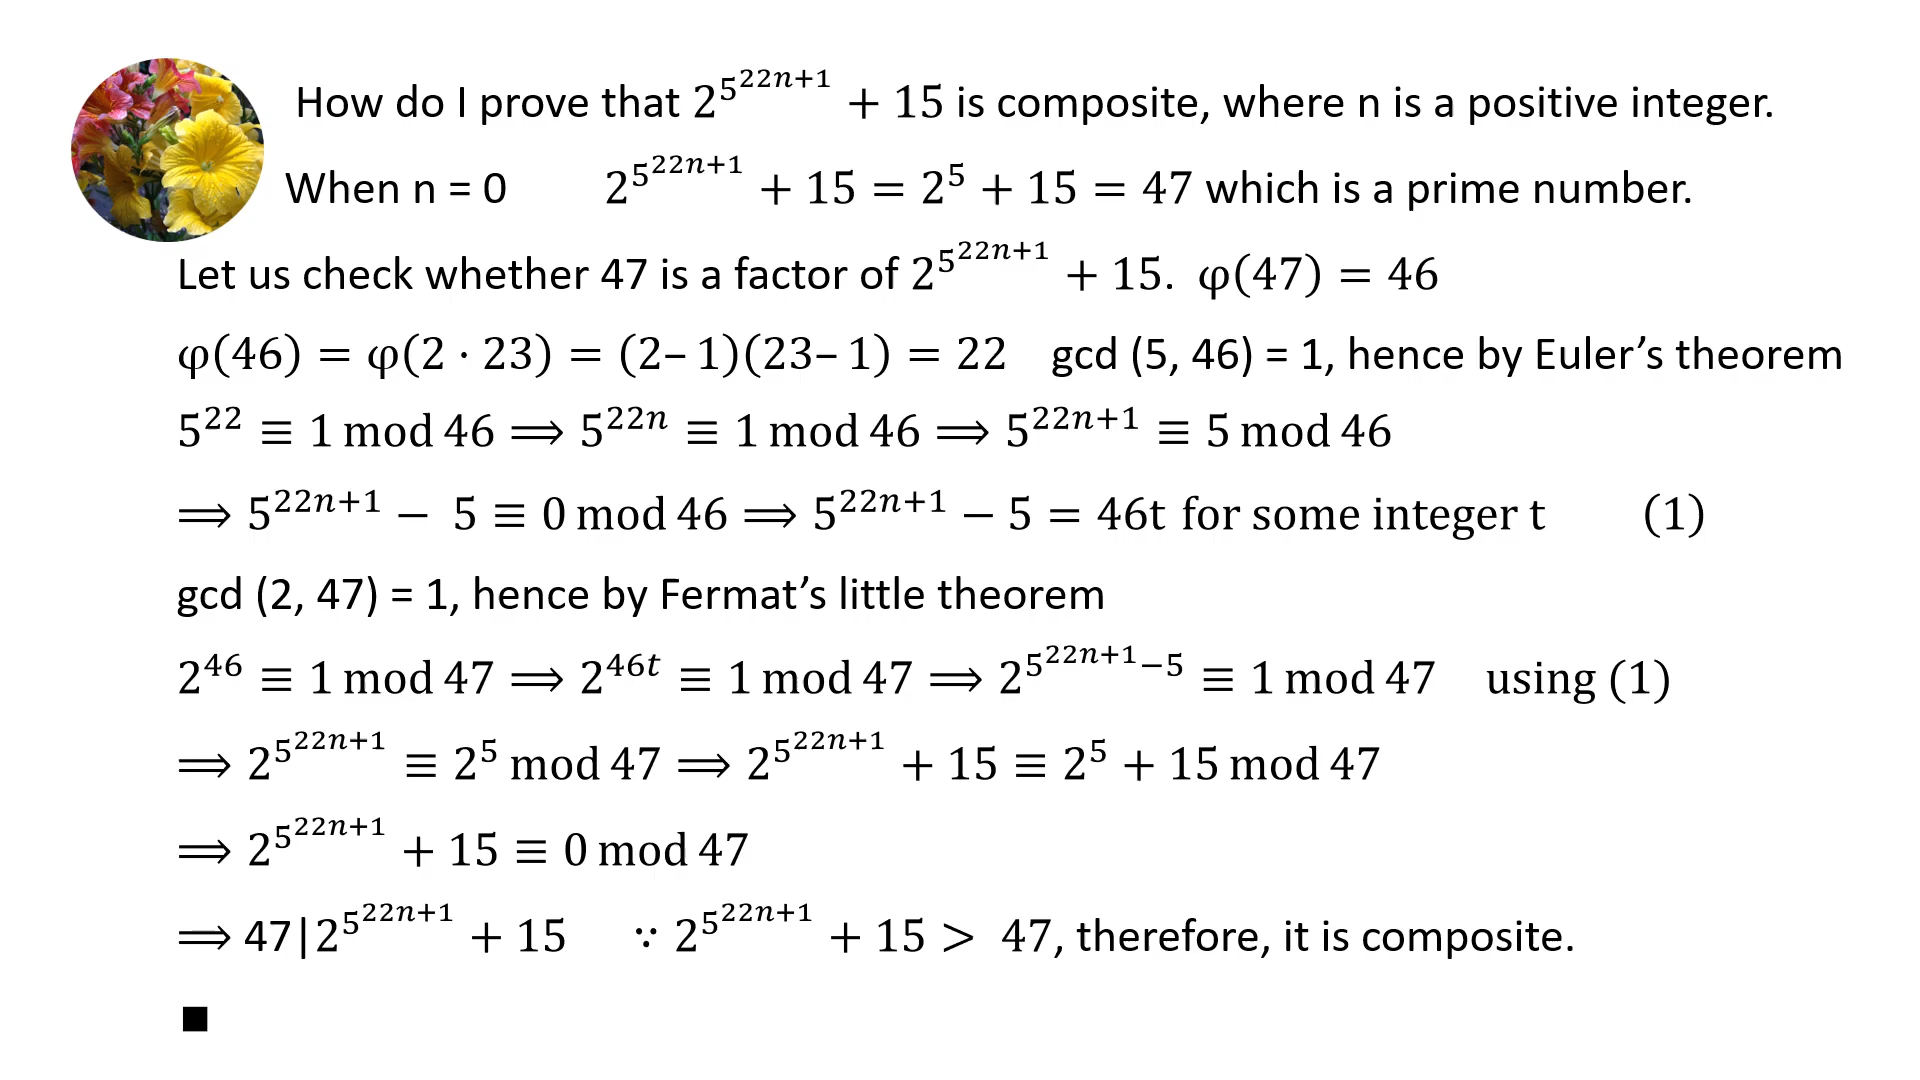 How do I prove that 2^{5^{22n+1}} + 15 is composite, where n is a positive integer.
When n = 0 2^{5^{22n+1}} + 15 = 2^5 + 15 = 47 which is a prime number.
Let us check whether 47 is a factor of 2^{5^{22n+1}} + 15. φ(47) = 46
φ(46) = φ(2 · 23) = (2– 1)(23– 1) = 22 gcd (5, 46) = 1, hence by Euler’s theorem
5^{22} ≡ 1 mod 46 ⟹ 5^{22n} ≡ 1 mod 46 ⟹ 5^{22n+1} ≡ 5 mod 46
⟹ 5^{22n+1} − 5 ≡ 0 mod 46 ⟹ 5^{22n+1} − 5 = 46t for some integer t (1)
gcd (2, 47) = 1, hence by Fermat’s little theorem
2^{46} ≡ 1 mod 47 ⟹ 2^{46t} ≡ 1 mod 47 ⟹ 2^{5^{22n+1}−5} ≡ 1 mod 47 using (1)
⟹ 2^{5^{22n+1}} ≡ 2^5 mod 47 ⟹ 2^{5^{22n+1}} + 15 ≡ 2^5 + 15 mod 47
⟹ 2^{5^{22n+1}} + 15 ≡ 0 mod 47
⟹ 47|2^{5^{22n+1}} + 15 ∵ 2^{5^{22n+1}} + 15 > 47, therefore, it is composite.
■